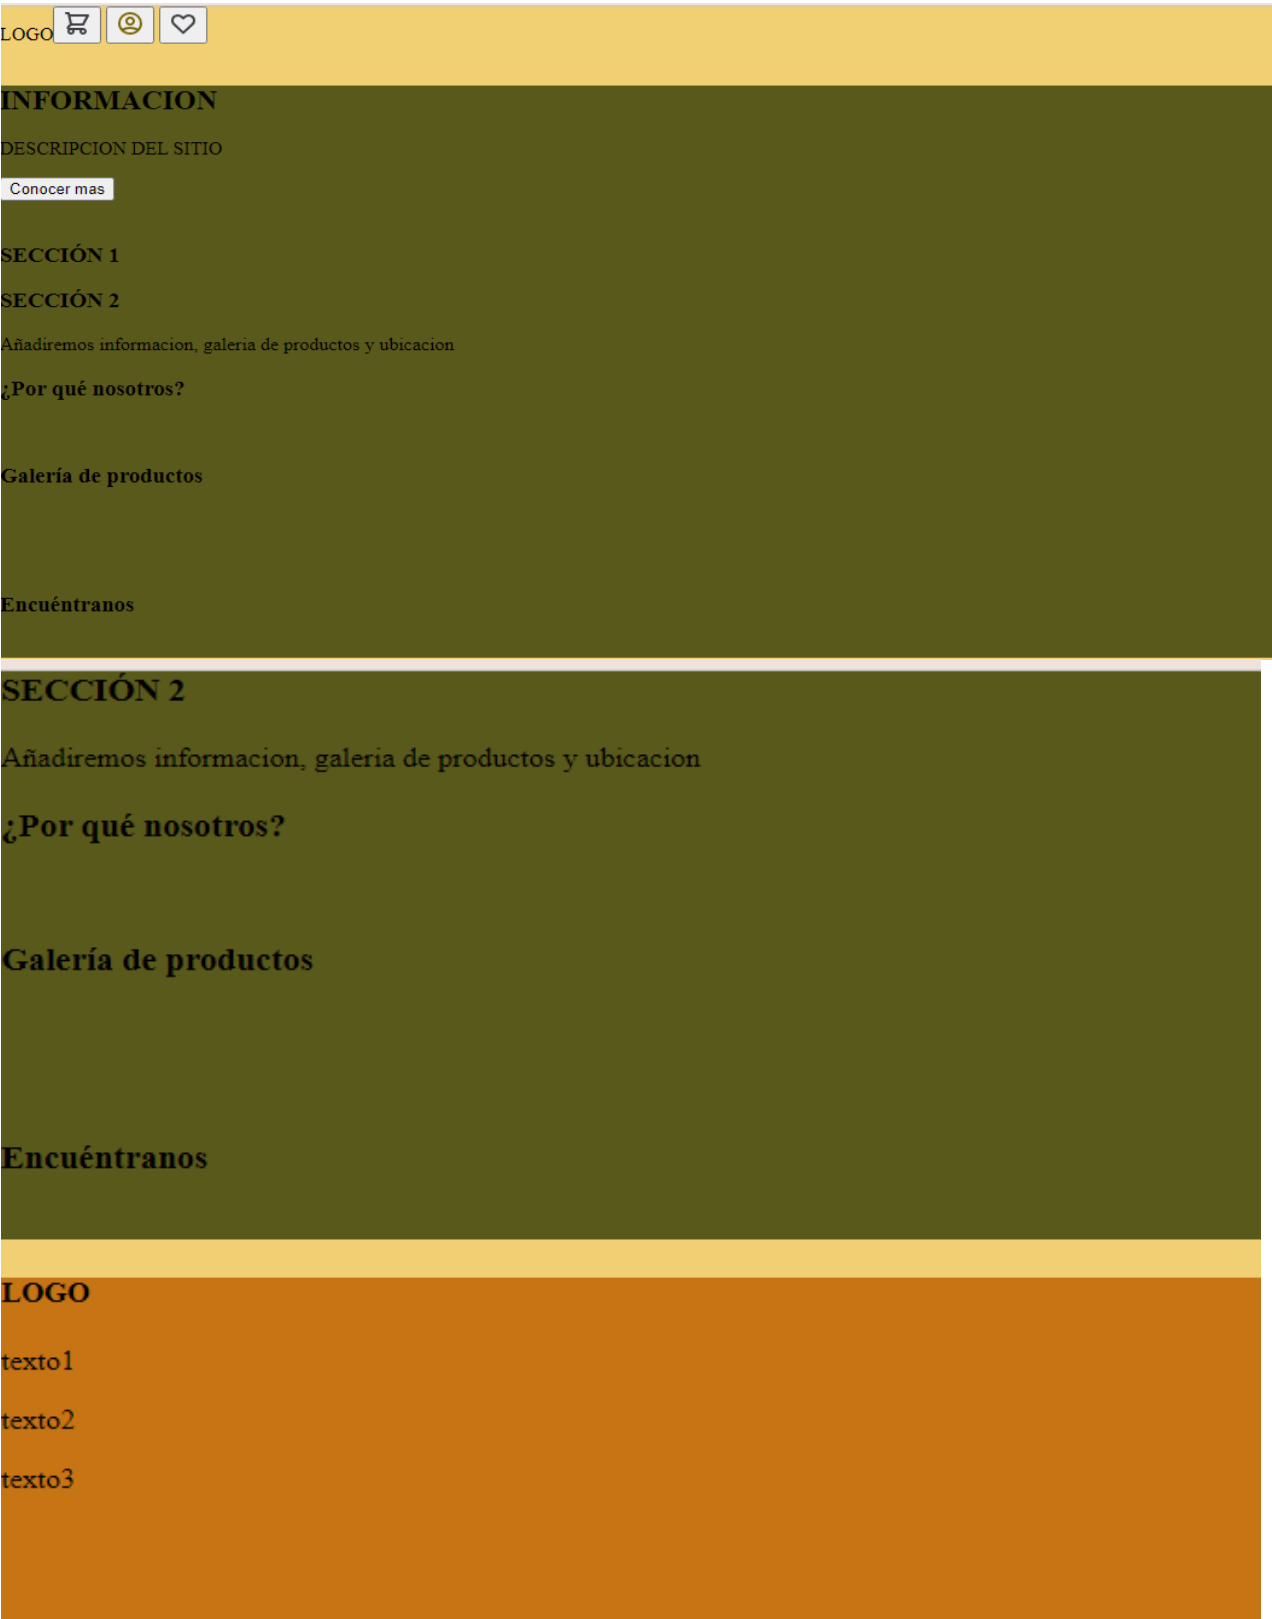 LOGO
INFORMACION
DESCRIPCION DEL SITIO
Conocer mas
SECCIÓN 1
SECCIÓN 2
Añadiremos informacion, galeria de productos y ubicacion
¿Por qué nosotros?
Galería de productos
Encuéntranos
SECCIÓN 2
Añadiremos informacion, galeria de productos y ubicacion
¿Por qué nosotros?
Galería de productos
Encuéntranos
LOGO
texto1
texto2
texto3